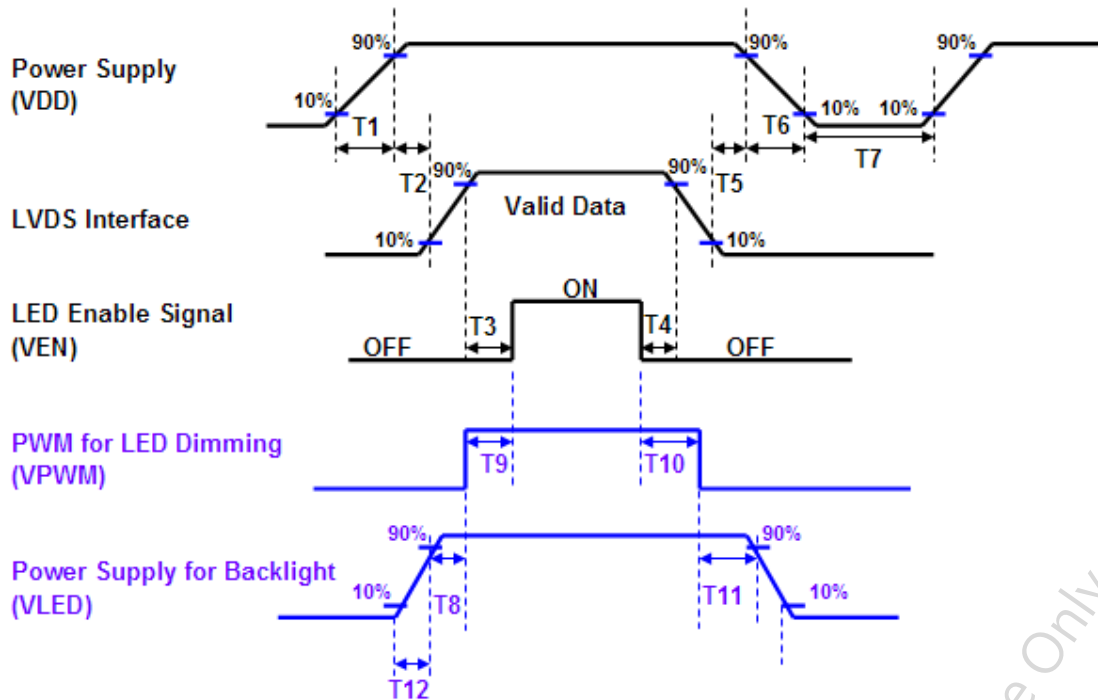 90%
90%
90%
Power Supply
(VDD)
10%
10%
10%
T1
T6
T7
T2
90%
90%
T5
LVDS Interface
Valid Data
10%
10%
LED Enable Signal
(VEN)
ON
T3
T4
OFF
OFF
PWM for LED Dimming
(VPWM)
T9
T10
90%
90%
Power Supply for Backlight
(VLED)
10%
T8
T11
10%
T12
e Only